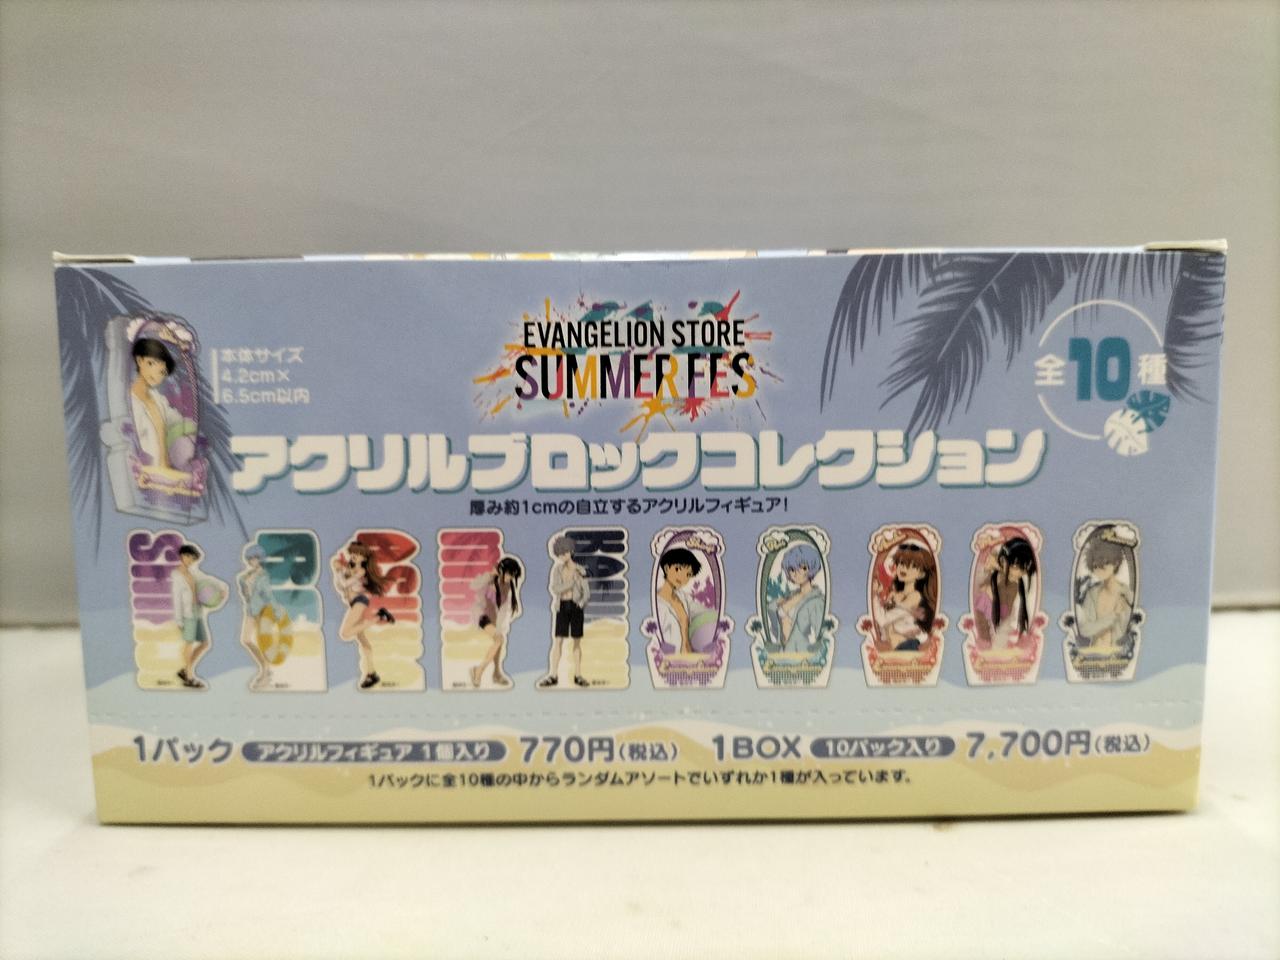 EVANGELION STORE
SUMMER FES
本体サイズ
4.2cm×
6.5cm以内
全10種
アクリルブロックコレクション
厚み約1cmの自立するアクリルフィギュア!
1パック アクリルフィギュア 1個入り 770円(税込) 1BOX 10パック入り 7,700円(税込)
1パックに全10種の中からランダムアソートでいずれか1種が入っています。